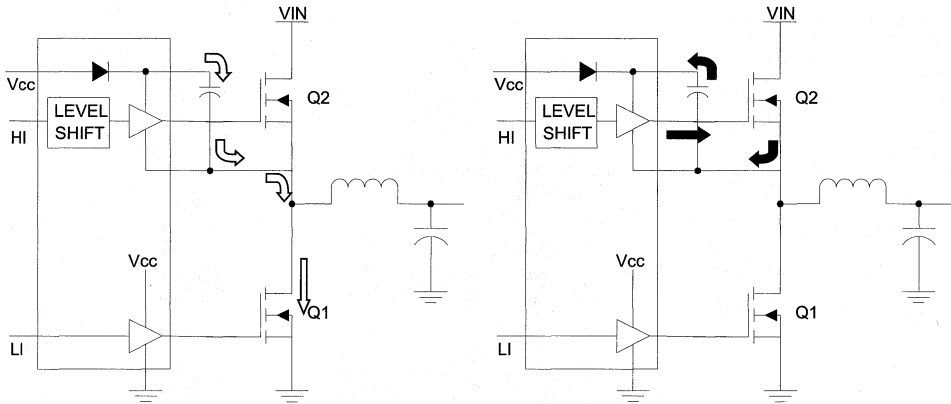 VIN
Vcc
Q2
LEVEL
SHIFT
HI
Vcc
Q1
LI
VIN
Vcc
Q2
LEVEL
SHIFT
HI
Vcc
Q1
LI